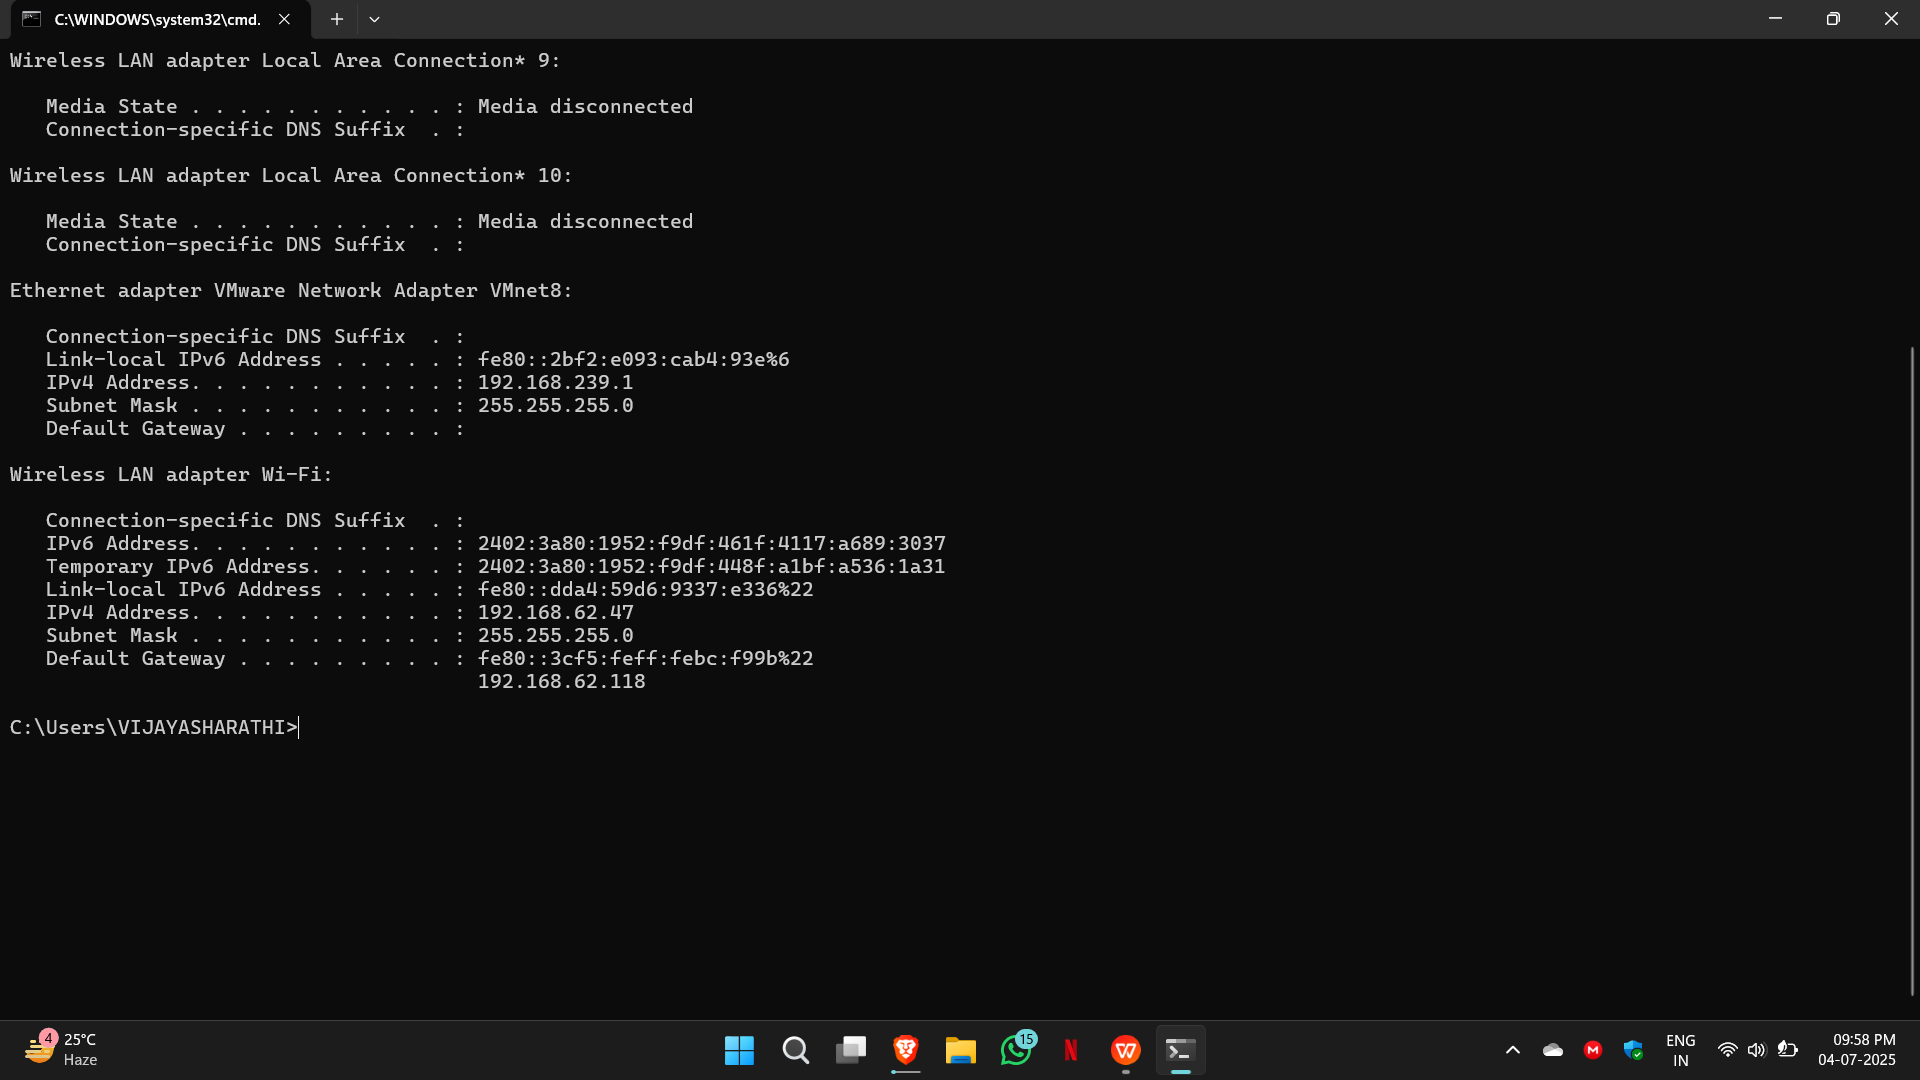 C:\WINDOWS\system32\cmd.
Wireless LAN adapter Local Area Connection* 9:
Media State . . . . . . . . . . . : Media disconnected
Connection-specific DNS Suffix  . :
Wireless LAN adapter Local Area Connection* 10:
Media State . . . . . . . . . . . : Media disconnected
Connection-specific DNS Suffix  . :
Ethernet adapter VMware Network Adapter VMnet8:
Connection-specific DNS Suffix  . :
Link-local IPv6 Address . . . . . : fe80::2bf2:e093:cab4:93e%6
IPv4 Address. . . . . . . . . . . : 192.168.239.1
Subnet Mask . . . . . . . . . . . : 255.255.255.0
Default Gateway . . . . . . . . . :
Wireless LAN adapter Wi-Fi:
Connection-specific DNS Suffix  . :
IPv6 Address. . . . . . . . . . . : 2402:3a80:1952:f9df:461f:4117:a689:3037
Temporary IPv6 Address. . . . . . : 2402:3a80:1952:f9df:448f:a1bf:a536:1a31
Link-local IPv6 Address . . . . . : fe80::dda4:59d6:9337:e336%22
IPv4 Address. . . . . . . . . . . : 192.168.62.47
Subnet Mask . . . . . . . . . . . : 255.255.255.0
Default Gateway . . . . . . . . . : fe80::3cf5:feff:febc:f99b%22
192.168.62.118
C:\Users\VIJAYASHARATHI>
4
25°C
Haze
15
N
W
M
ENG
IN
09:58 PM
04-07-2025